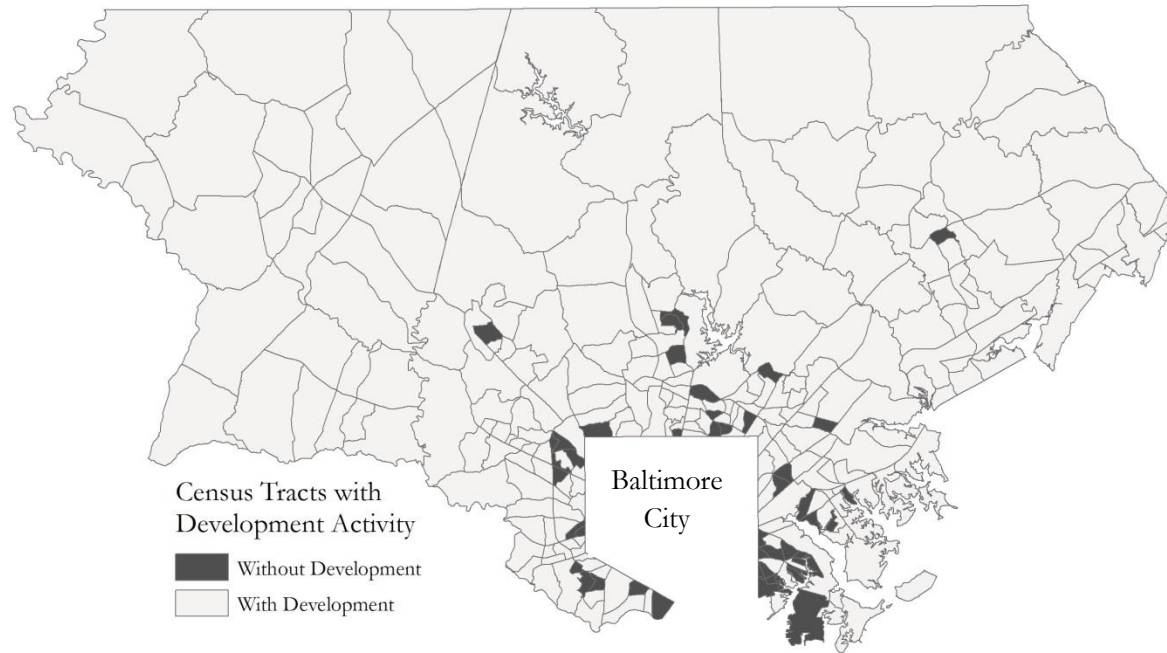 Baltimore
City
Census Tracts with
Development Activity
Without Development
With Development